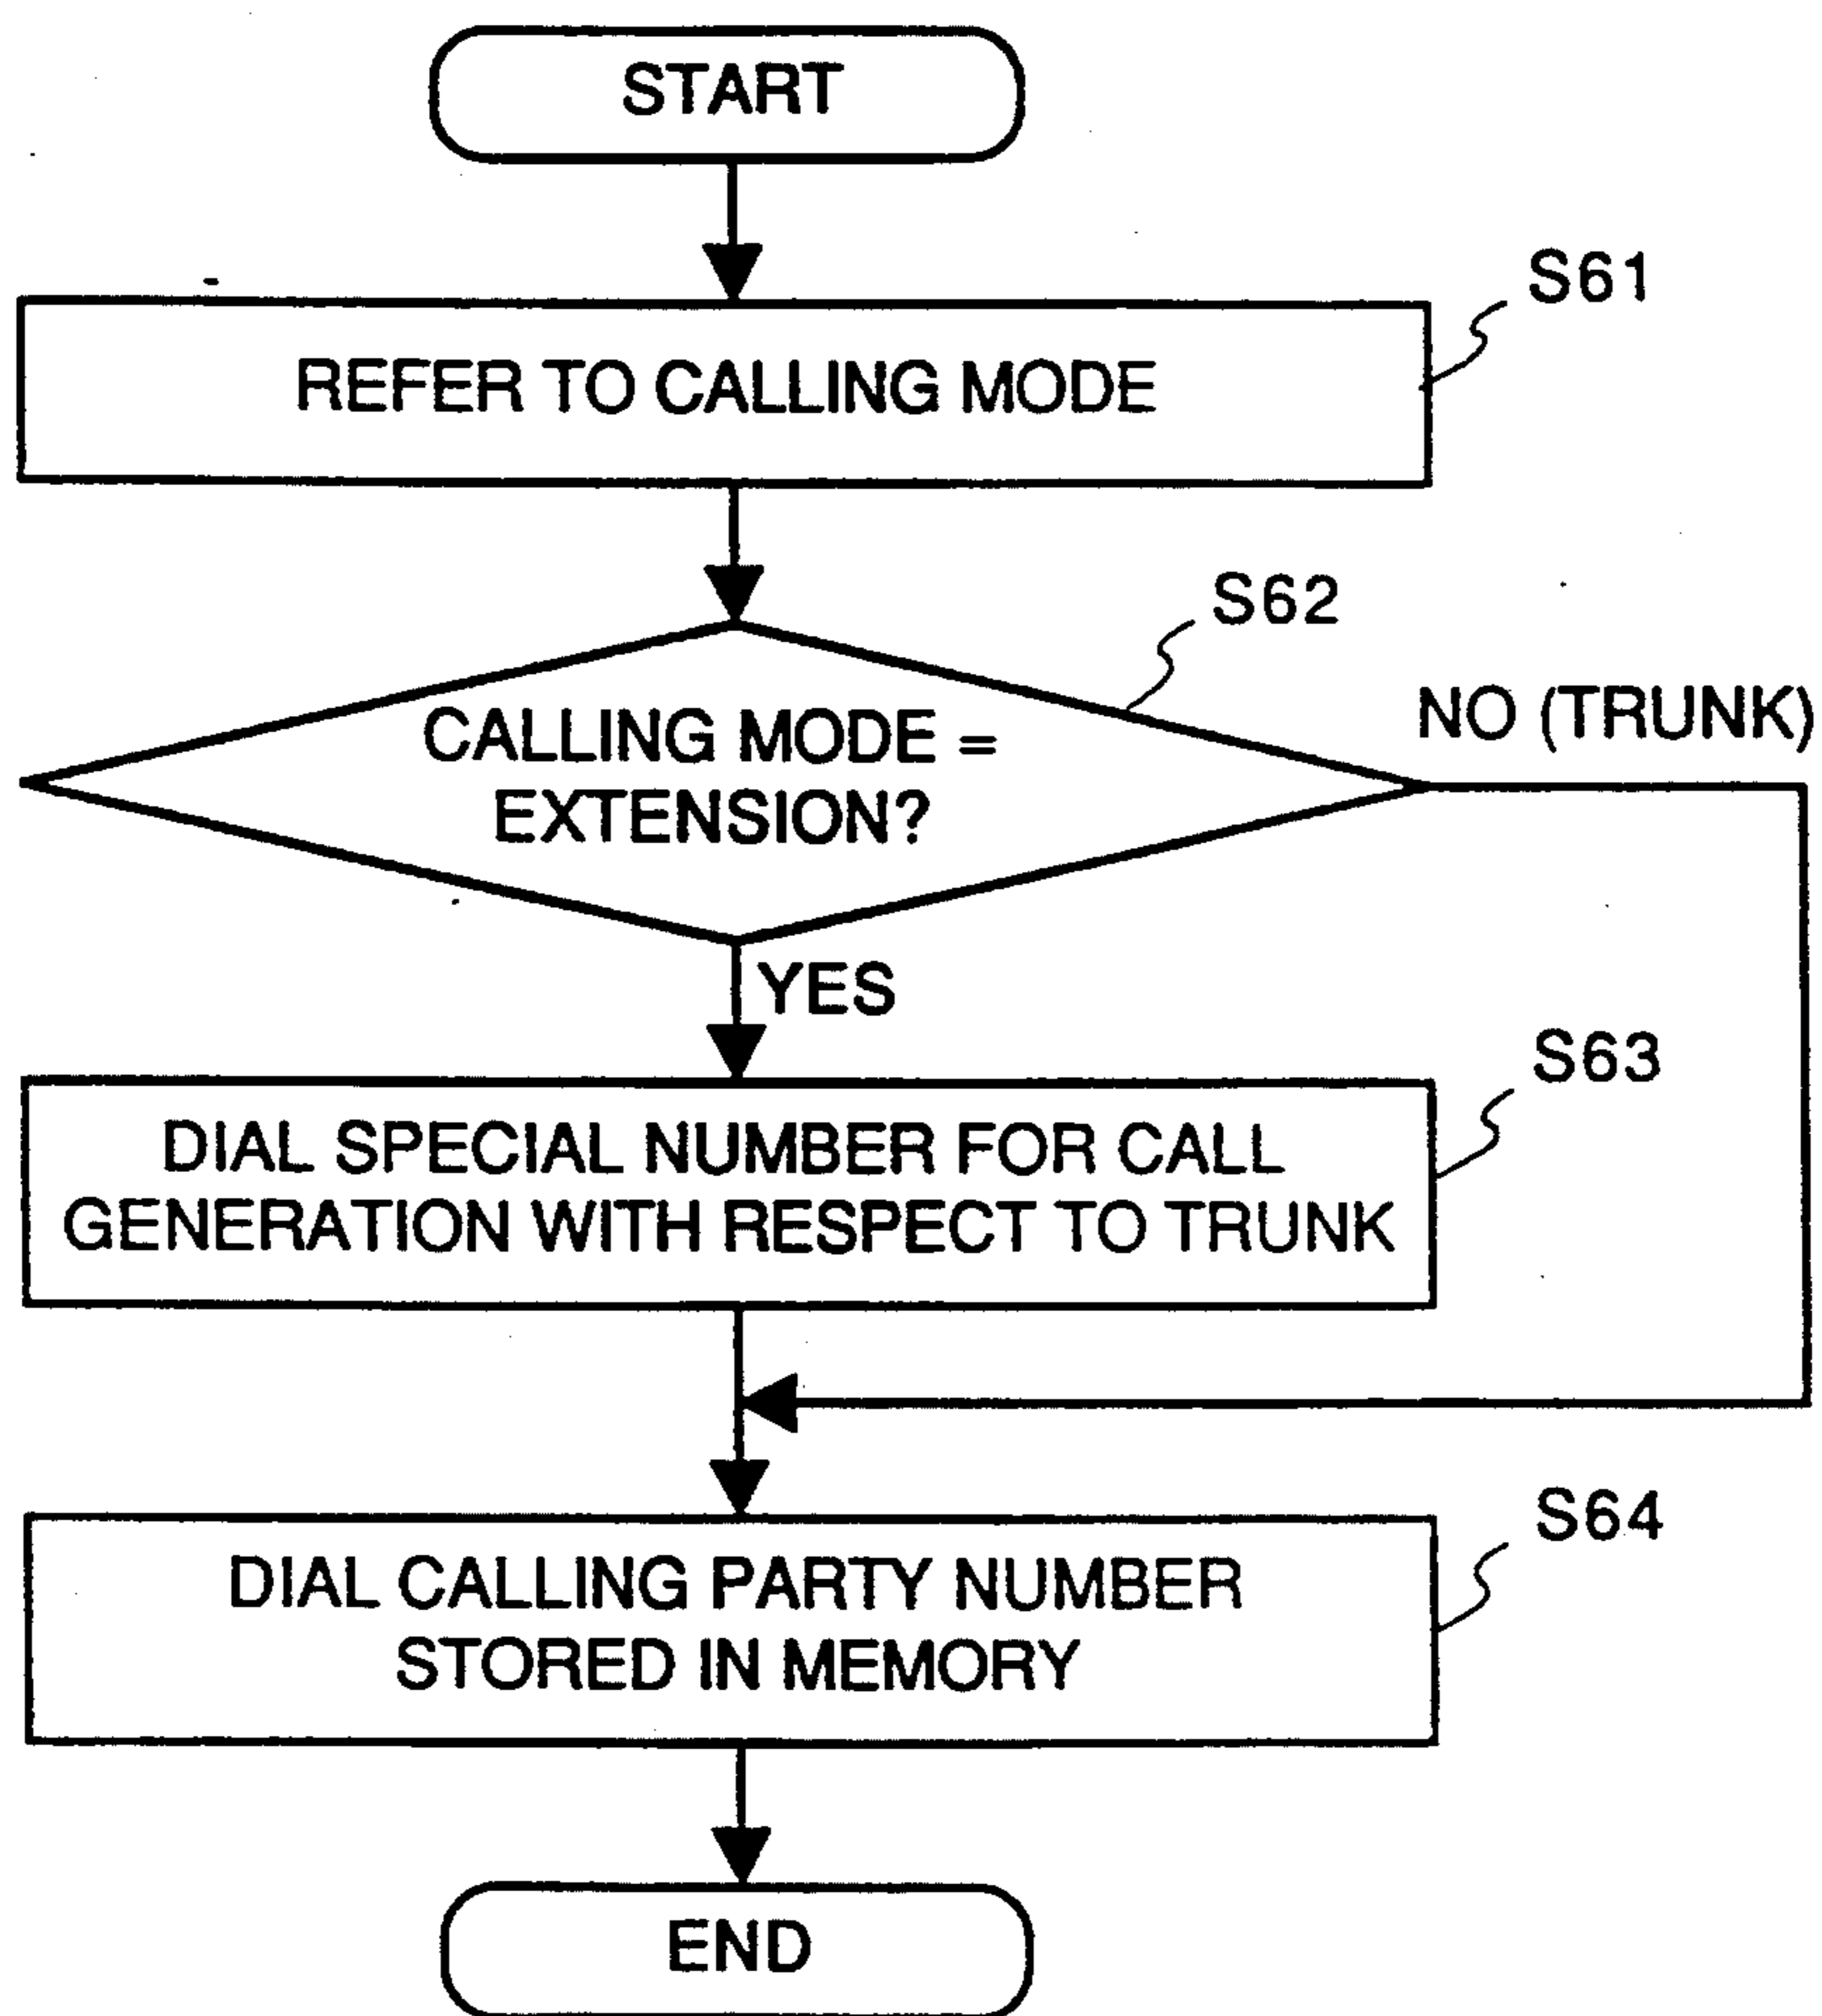 START
S61
REFER TO CALLING MODE
S62
NO (TRUNK)
CALLING MODE =
EXTENSION?
YES
S63
DIAL SPECIAL NUMBER FOR CALL
GENERATION WITH RESPECT TO TRUNK
S64
DIAL CALLING PARTY NUMBER
STORED IN MEMORY
END